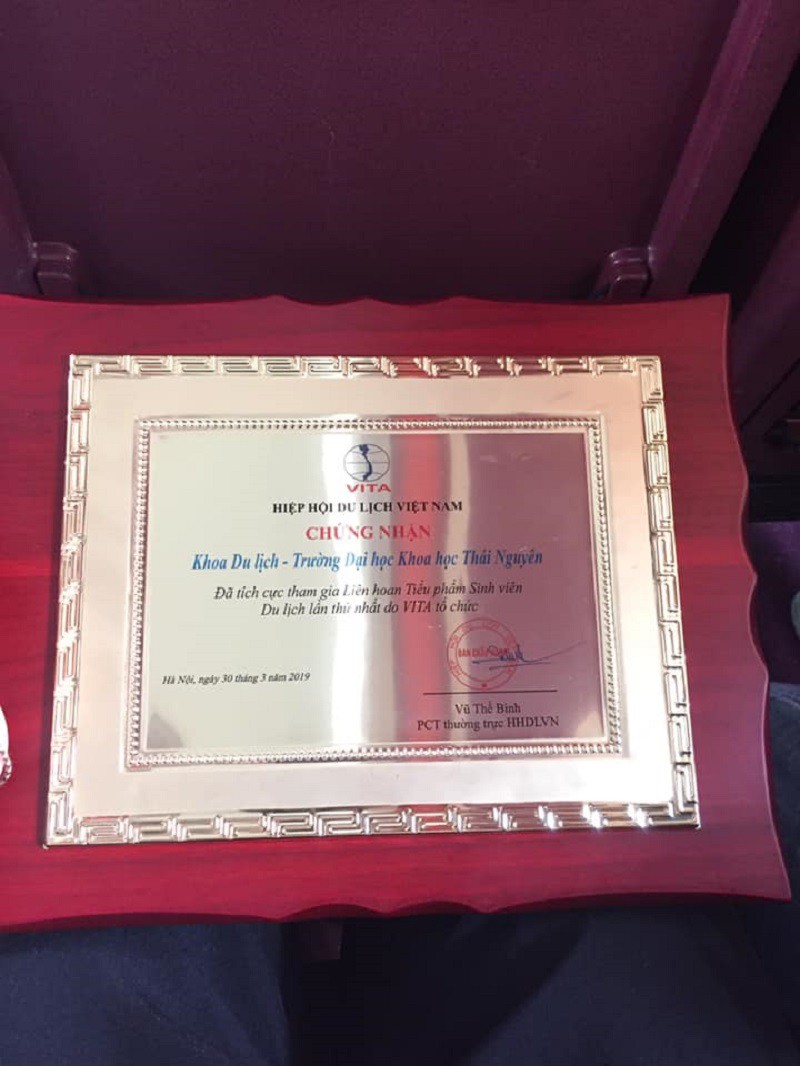 VITA
HIỆP HỘI DU LỊCH VIỆT NAM
CHỨNG NHẬN
Khoa Du lịch - Trường Đại học Khoa học Thái Nguyên
Đã tích cực tham gia Liên hoan Tiểu phẩm Sinh viên
Du lịch lần thứ nhất do VITA tổ chức
Hà Nội, ngày 30 tháng 3 năm 2019
Vũ Thế Bình
PCT thường trực HHDLVN